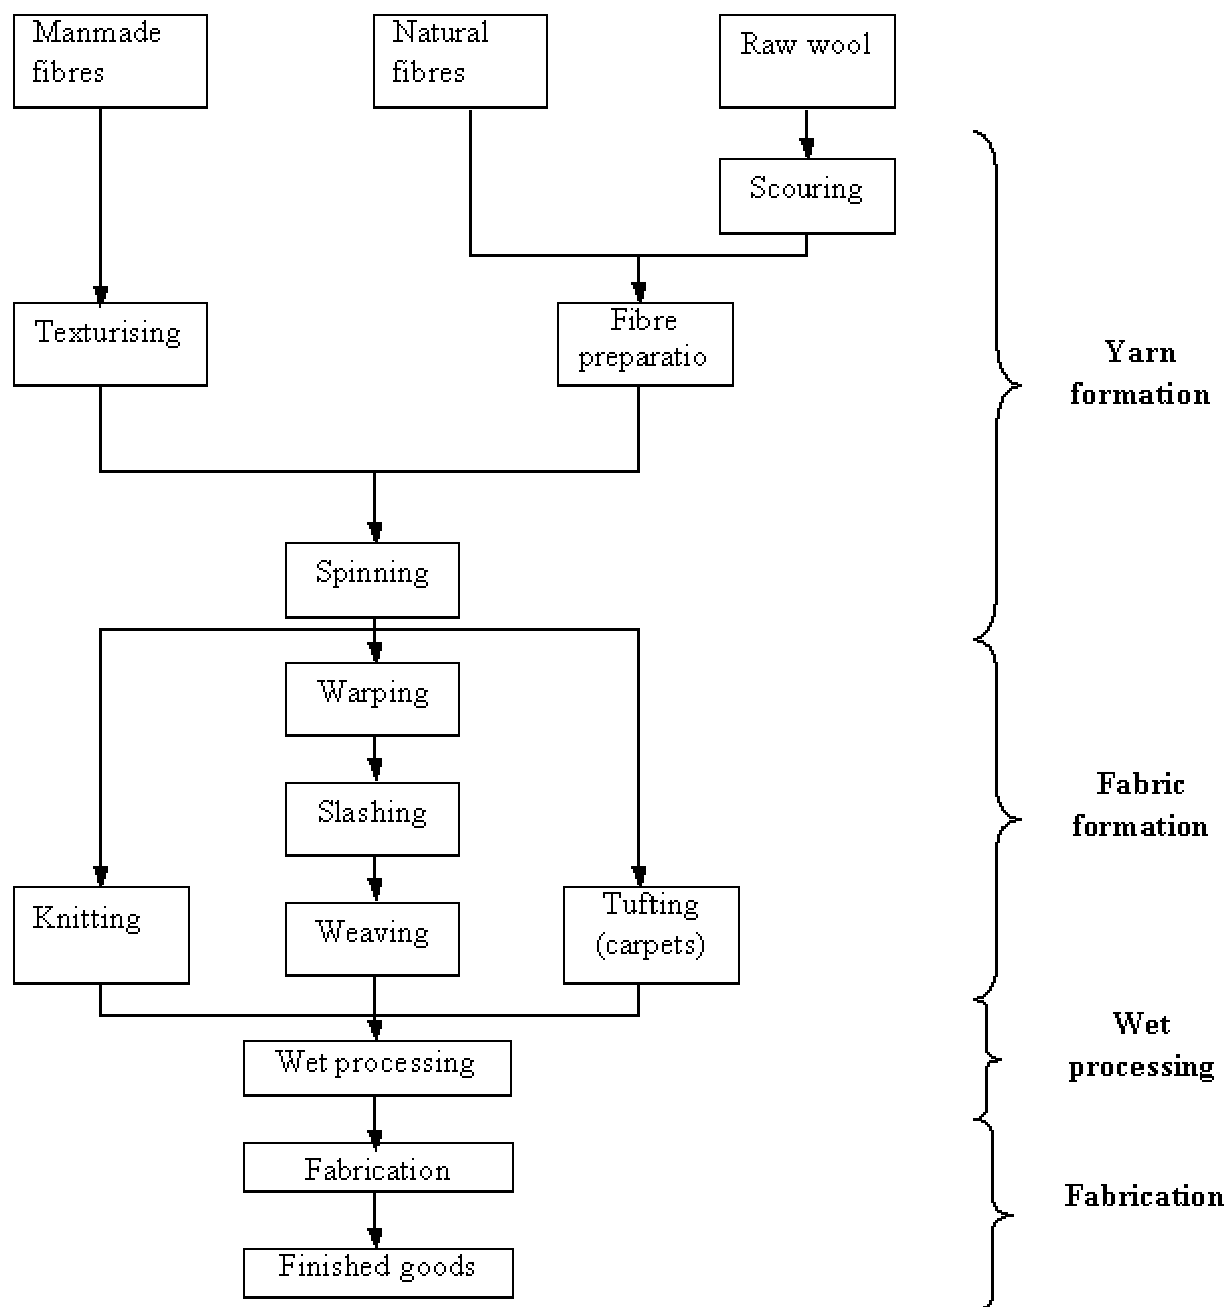 Manmade
fibres
Natural
fibres
Raw wool
Scouring
Texturising
Fibre
preparatio
Yarn
formation
Spinning
Warping
Slashing
Fabric
formation
Knitting
Weaving
Tufting
(carpets)
Wet processing
Wet
processing
Fabrication
Fabrication
Finished goods